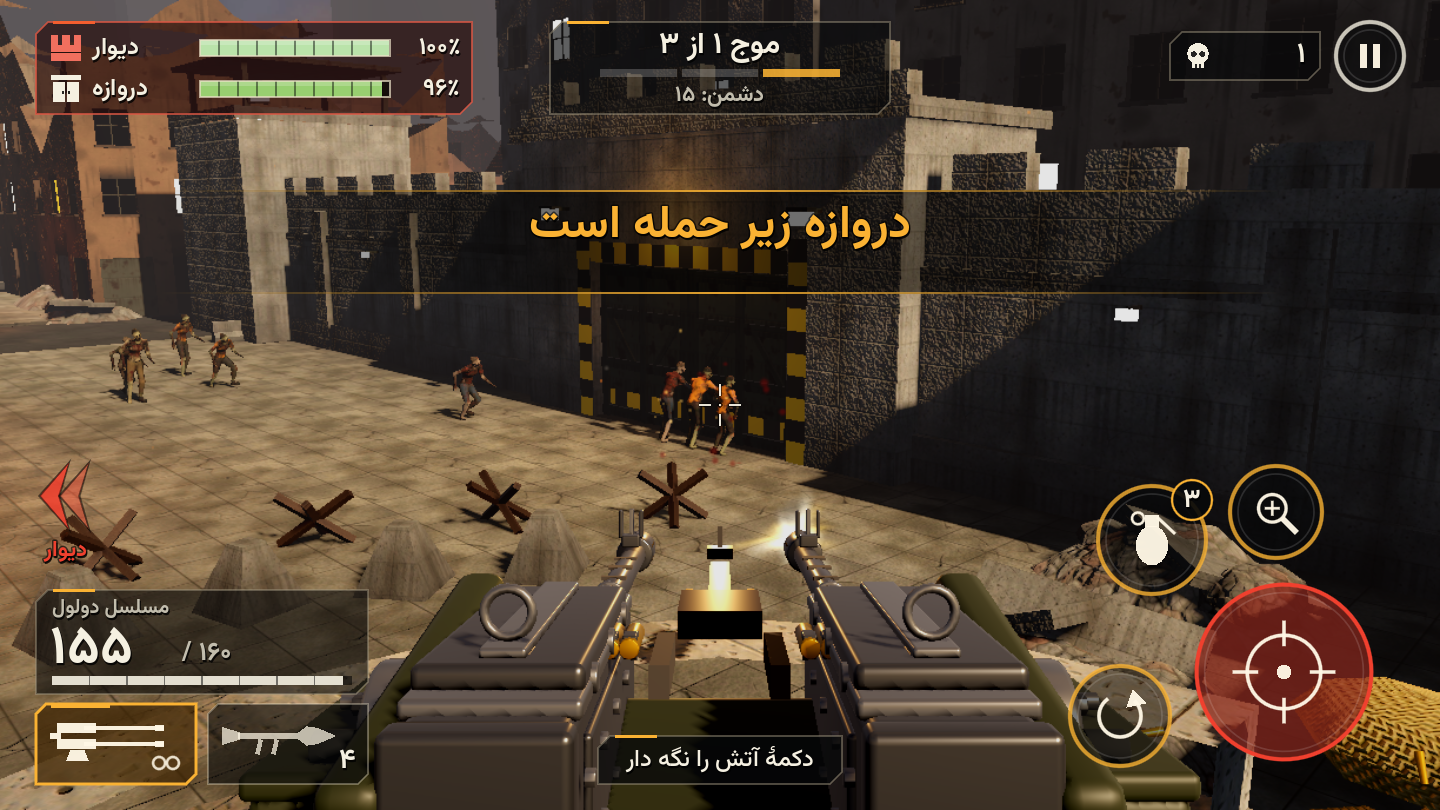 دیوار ۱۰۰٪
دروازه ۹۶٪
موج ۱ از ۳
دشمن: ۱۵
۱
دروازه زیر حمله است
۳
دیوار
مسلسل دولول
۱۵۵ / ۱۶۰
∞
۴
دکمهٔ آتش را نگه دار